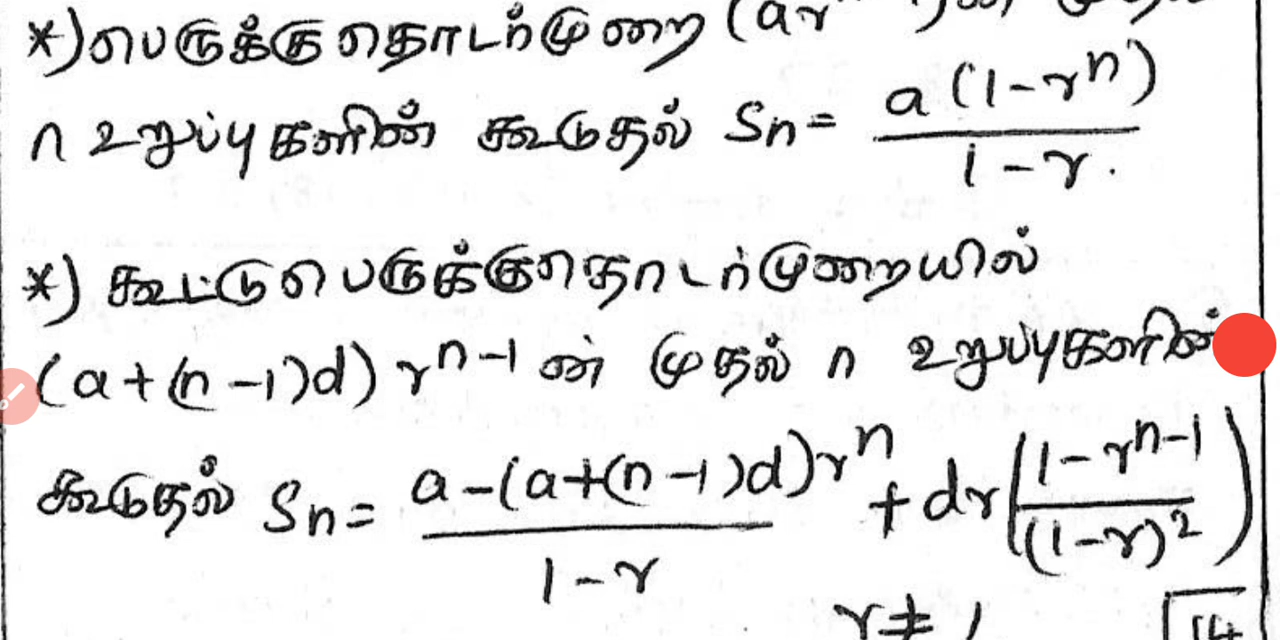 *) பெருக்கு தொடர்முறை (ar
n உறுப்புகளின் கூடுதல் Sn = a(1-r^n) / 1-r.
*) கூட்டு பெருக்கு தொடர்முறையில்
(a+(n-1)d) r^n-1 ன் முதல் n உறுப்புகளின்
கூடுதல் Sn = a-(a+(n-1)d)r^n / 1-r + dr(1-r^n-1 / (1-r)^2)
r≠1